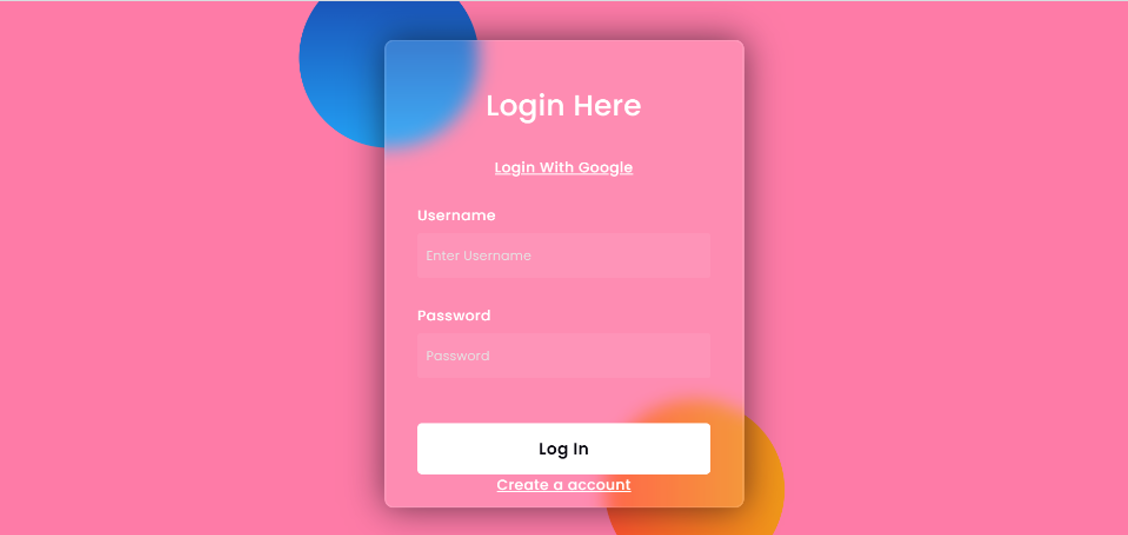 Login Here
Login With Google
Username
Enter Username
Password
Password
Log In
Create a account